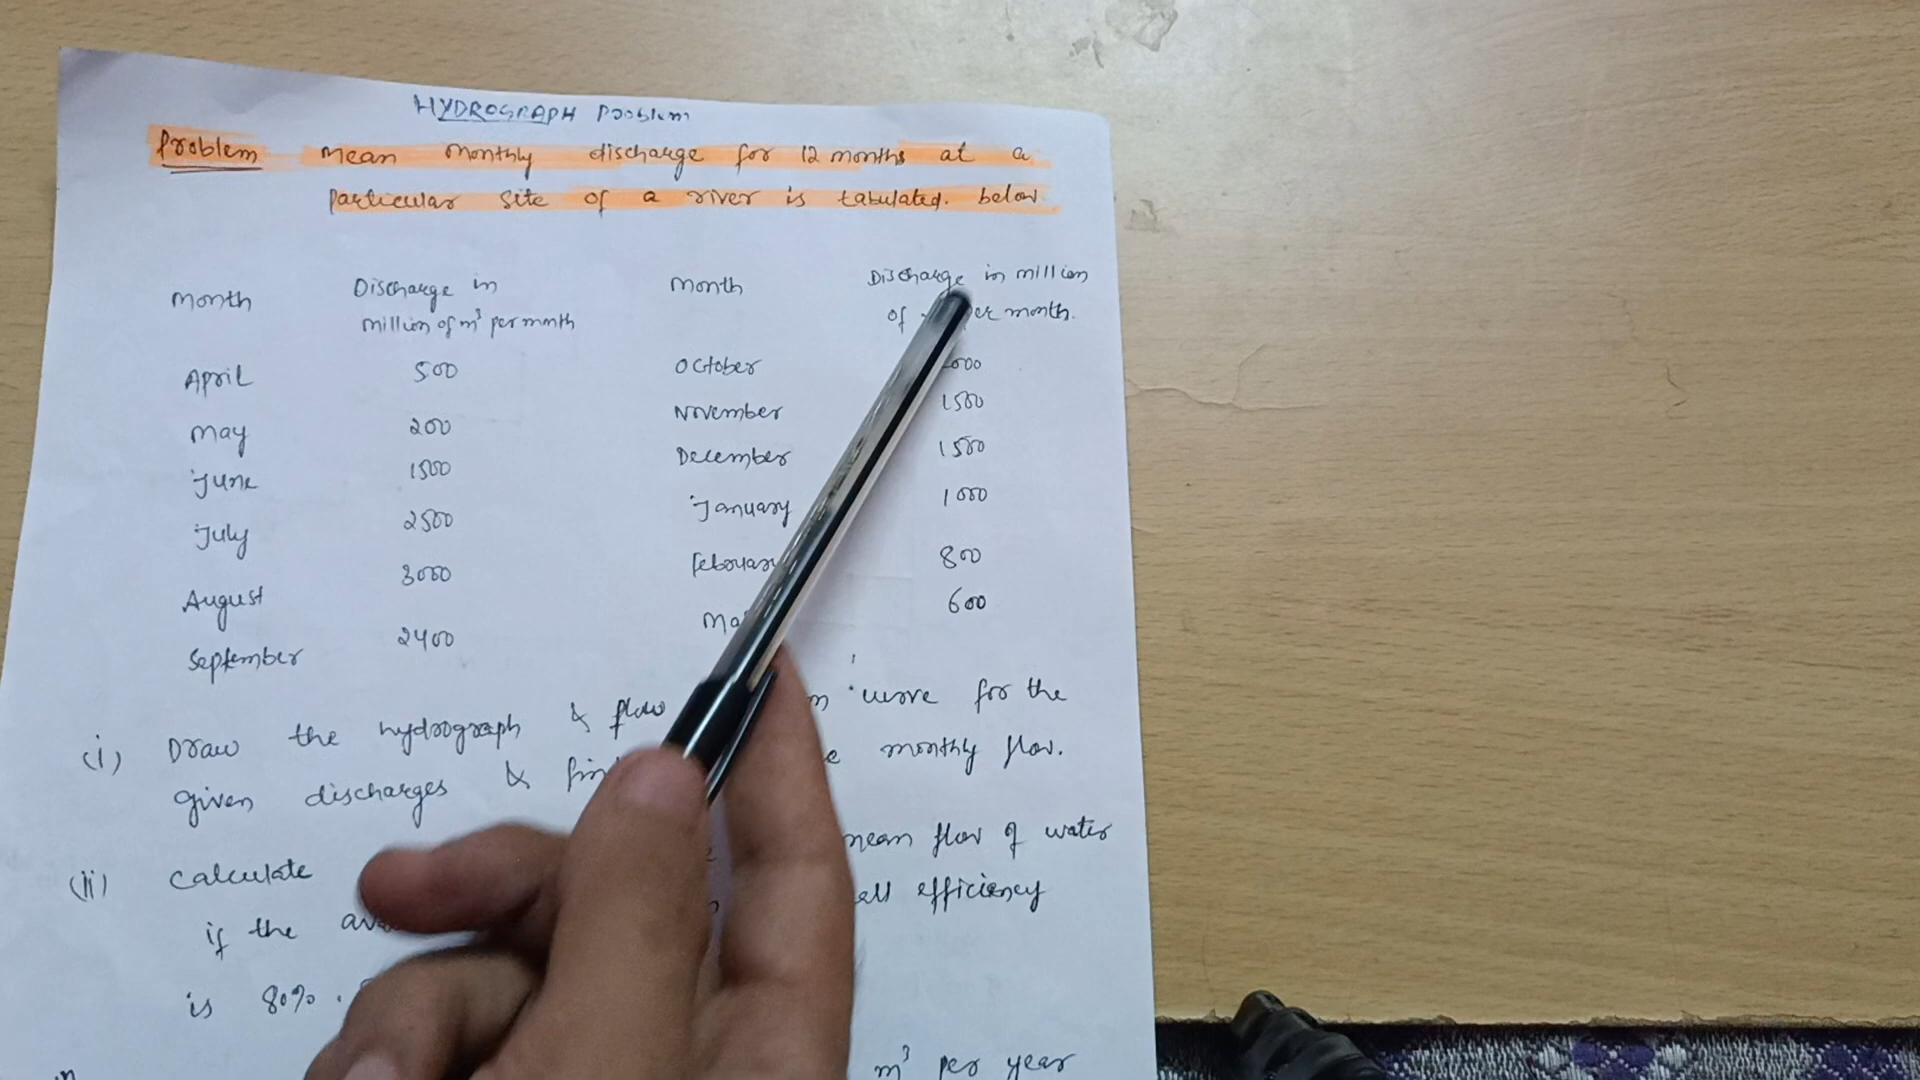 HYDROGRAPH Problem
Problem Mean Monthly discharge for 12 months at a
particular site of a river is tabulated. below
Month Discharge in million of m³ per month Month Discharge in million
of per month.
April 500 October
May 200 November 1500
June 1500 December 1500
July 2500 January 1000
August 3000 February 800
September 2400 600
(i) Draw the hydrograph & flow for the
given discharges & monthly flow.
(ii) Calculate mean flow of water
if the efficiency
is 80%.
m³ per year